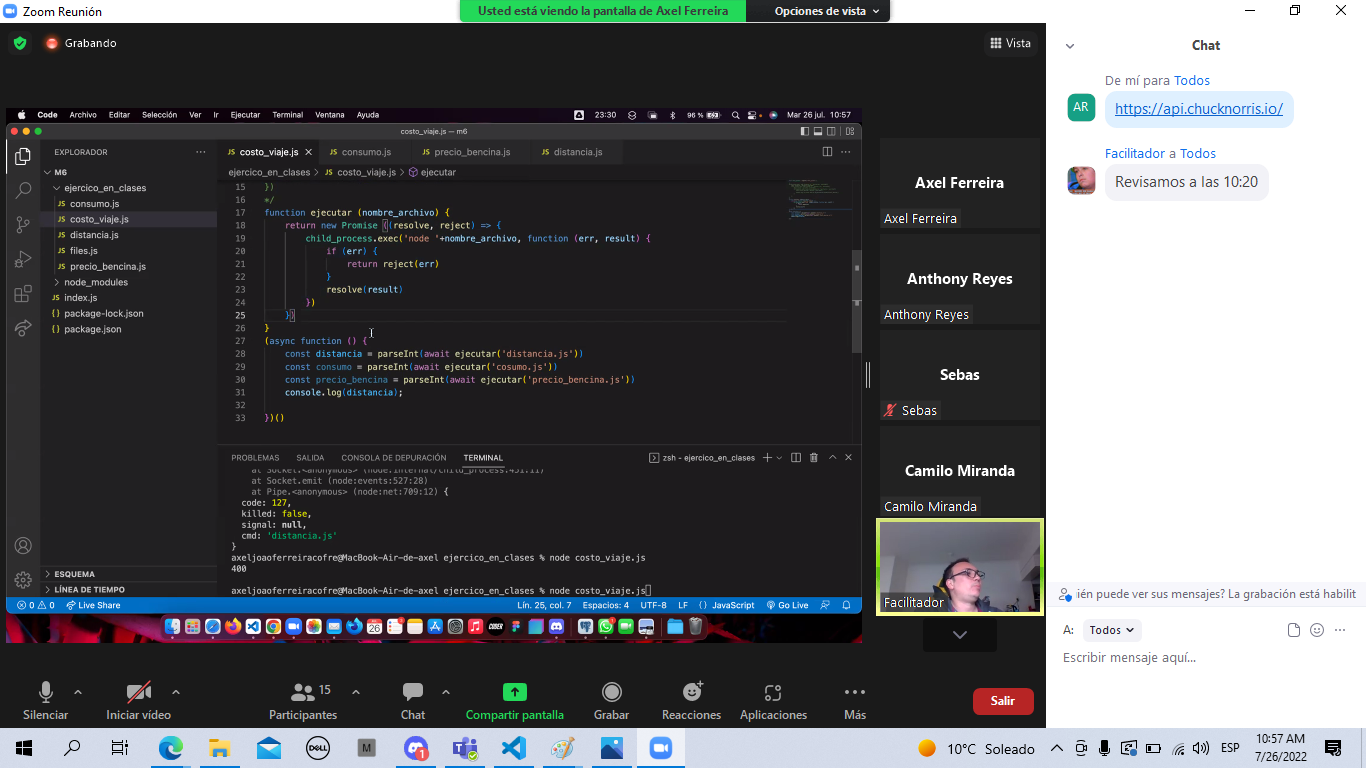 Zoom Reunión
Usted está viendo la pantalla de Axel Ferreira
Opciones de vista
Grabando
Vista
Code Archivo Editar Selección Ver Ir Ejecutar Terminal Ventana Ayuda
23:30 96 % Mar 26 jul. 10:57
costo_viaje.js — m6
EXPLORADOR
M6
ejercico_en_clases
JS consumo.js
JS costo_viaje.js
JS distancia.js
JS files.js
JS precio_bencina.js
node_modules
JS index.js
{} package-lock.json
{} package.json
ESQUEMA
LÍNEA DE TIEMPO
JS costo_viaje.js JS consumo.js JS precio_bencina.js JS distancia.js
ejercico_en_clases > JS costo_viaje.js > ejecutar
15 })
16 */
17 function ejecutar (nombre_archivo) {
18 return new Promise ((resolve, reject) => {
19 child_process.exec('node '+nombre_archivo, function (err, result) {
20 if (err) {
21 return reject(err)
22 }
23 resolve(result)
24 })
25 })
26 }
27 (async function () {
28 const distancia = parseInt(await ejecutar('distancia.js'))
29 const consumo = parseInt(await ejecutar('cosumo.js'))
30 const precio_bencina = parseInt(await ejecutar('precio_bencina.js'))
31 console.log(distancia);
32
33 })()
PROBLEMAS SALIDA CONSOLA DE DEPURACIÓN TERMINAL
zsh - ejercico_en_clases
at Socket.<anonymous> (node:internal/child_process:451:11)
at Socket.emit (node:events:527:28)
at Pipe.<anonymous> (node:net:709:12) {
code: 127,
killed: false,
signal: null,
cmd: 'distancia.js'
}
axeljoaoferreiracofre@MacBook-Air-de-axel ejercico_en_clases % node costo_viaje.js
400
axeljoaoferreiracofre@MacBook-Air-de-axel ejercico_en_clases % node costo_viaje.js
0 0 Live Share
Lín. 25, col. 7 Espacios: 4 UTF-8 LF {} JavaScript Go Live
Axel Ferreira
Axel Ferreira
Anthony Reyes
Anthony Reyes
Sebas
Sebas
Camilo Miranda
Camilo Miranda
Facilitador
Chat
De mí para Todos
AR
https://api.chucknorris.io/
Facilitador a Todos
Revisamos a las 10:20
ién puede ver sus mensajes? La grabación está habilit
A: Todos
Escribir mensaje aquí...
Silenciar
Iniciar vídeo
15
Participantes
Chat
Compartir pantalla
Grabar
Reacciones
Aplicaciones
Más
Salir
DELL
M
1
10°C Soleado
ESP
10:57 AM
7/26/2022